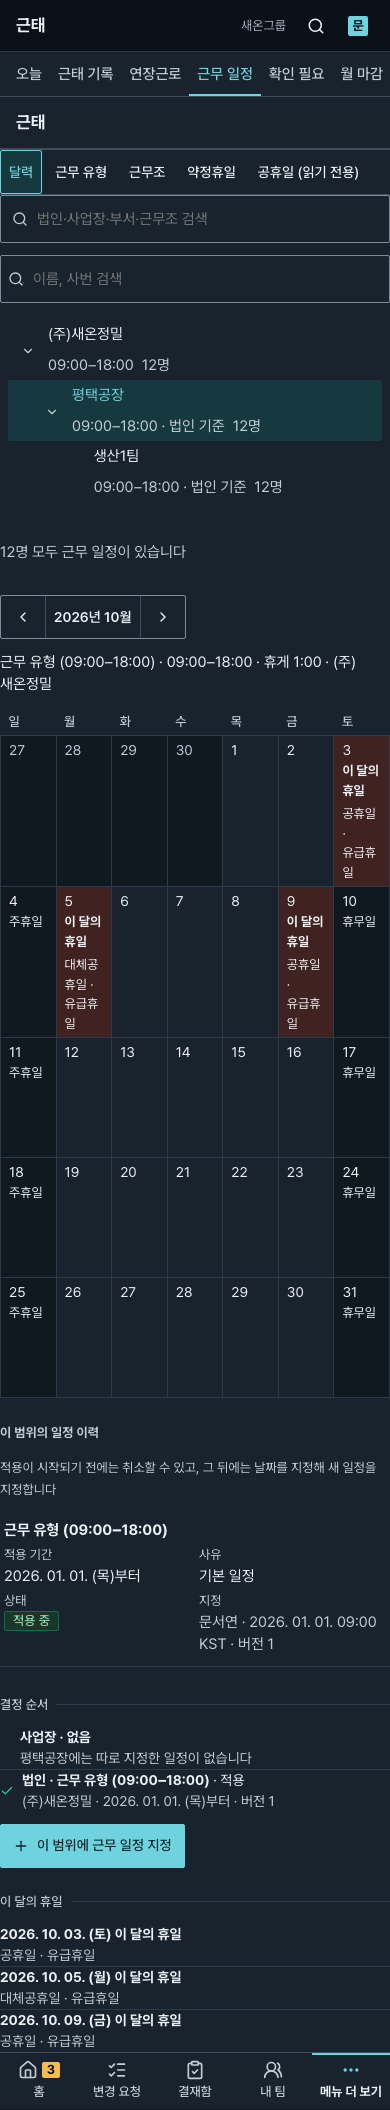 근태
새온그룹
문
오늘 근태 기록 연장근로 근무 일정 확인 필요 월 마감
근태
달력 근무 유형 근무조 약정휴일 공휴일 (읽기 전용)
법인·사업장·부서·근무조 검색
이름, 사번 검색
(주)새온정밀
09:00–18:00 12명
평택공장
09:00–18:00 · 법인 기준 12명
생산1팀
09:00–18:00 · 법인 기준 12명
12명 모두 근무 일정이 있습니다
2026년 10월
근무 유형 (09:00–18:00) · 09:00–18:00 · 휴게 1:00 · (주)
새온정밀
일 월 화 수 목 금 토
27 28 29 30 1 2 3
이 달의
휴일
공휴일
·
유급휴
일
4 5 6 7 8 9 10
주휴일 이 달의 이 달의 휴무일
휴일 휴일
대체공 공휴일
휴일 · ·
유급휴 유급휴
일 일
11 12 13 14 15 16 17
주휴일 휴무일
18 19 20 21 22 23 24
주휴일 휴무일
25 26 27 28 29 30 31
주휴일 휴무일
이 범위의 일정 이력
적용이 시작되기 전에는 취소할 수 있고, 그 뒤에는 날짜를 지정해 새 일정을
지정합니다
근무 유형 (09:00–18:00)
적용 기간 사유
2026. 01. 01. (목)부터 기본 일정
상태 지정
적용 중 문서연 · 2026. 01. 01. 09:00
KST · 버전 1
결정 순서
사업장 · 없음
평택공장에는 따로 지정한 일정이 없습니다
법인 · 근무 유형 (09:00–18:00) · 적용
(주)새온정밀 · 2026. 01. 01. (목)부터 · 버전 1
이 범위에 근무 일정 지정
이 달의 휴일
2026. 10. 03. (토) 이 달의 휴일
공휴일 · 유급휴일
2026. 10. 05. (월) 이 달의 휴일
대체공휴일 · 유급휴일
2026. 10. 09. (금) 이 달의 휴일
공휴일 · 유급휴일
3
홈 변경 요청 결재함 내 팀 메뉴 더 보기